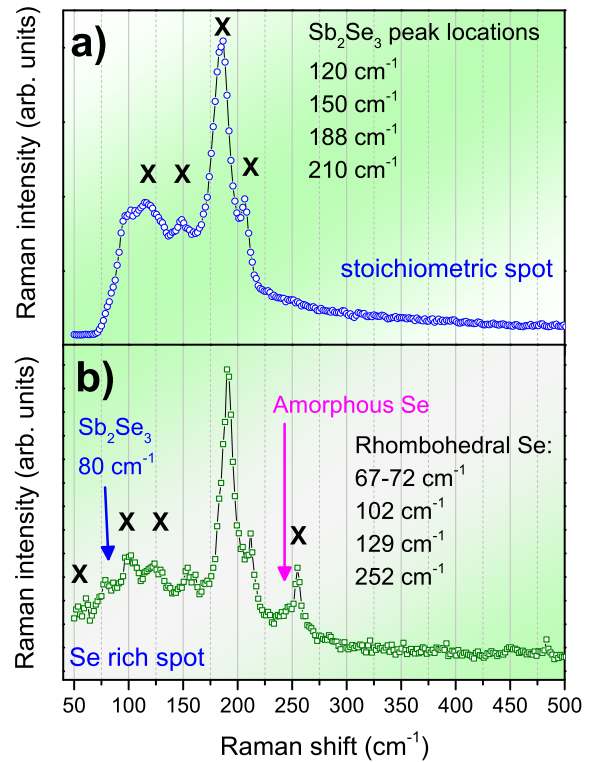 a)
X
X
X
X
Sb₂Se₃ peak locations
120 cm⁻¹
150 cm⁻¹
188 cm⁻¹
210 cm⁻¹
stoichiometric spot
Raman intensity (arb. units)
b)
Sb₂Se₃
80 cm⁻¹
Amorphous Se
Rhombohedral Se:
67-72 cm⁻¹
102 cm⁻¹
129 cm⁻¹
252 cm⁻¹
X
X
X
X
Se rich spot
Raman intensity (arb. units)
50 100 150 200 250 300 350 400 450 500
Raman shift (cm⁻¹)